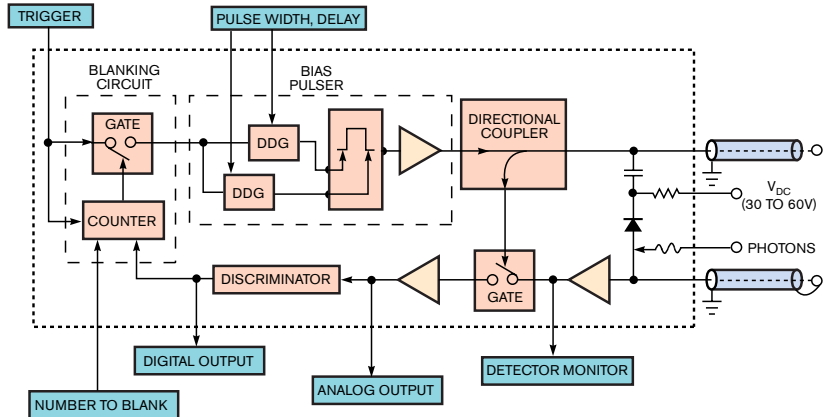 TRIGGER
PULSE WIDTH, DELAY
BLANKING
CIRCUIT
BIAS
PULSER
GATE
DDG
DDG
COUNTER
DIRECTIONAL
COUPLER
VDC
(30 TO 60V)
PHOTONS
DISCRIMINATOR
GATE
DIGITAL OUTPUT
ANALOG OUTPUT
DETECTOR MONITOR
NUMBER TO BLANK